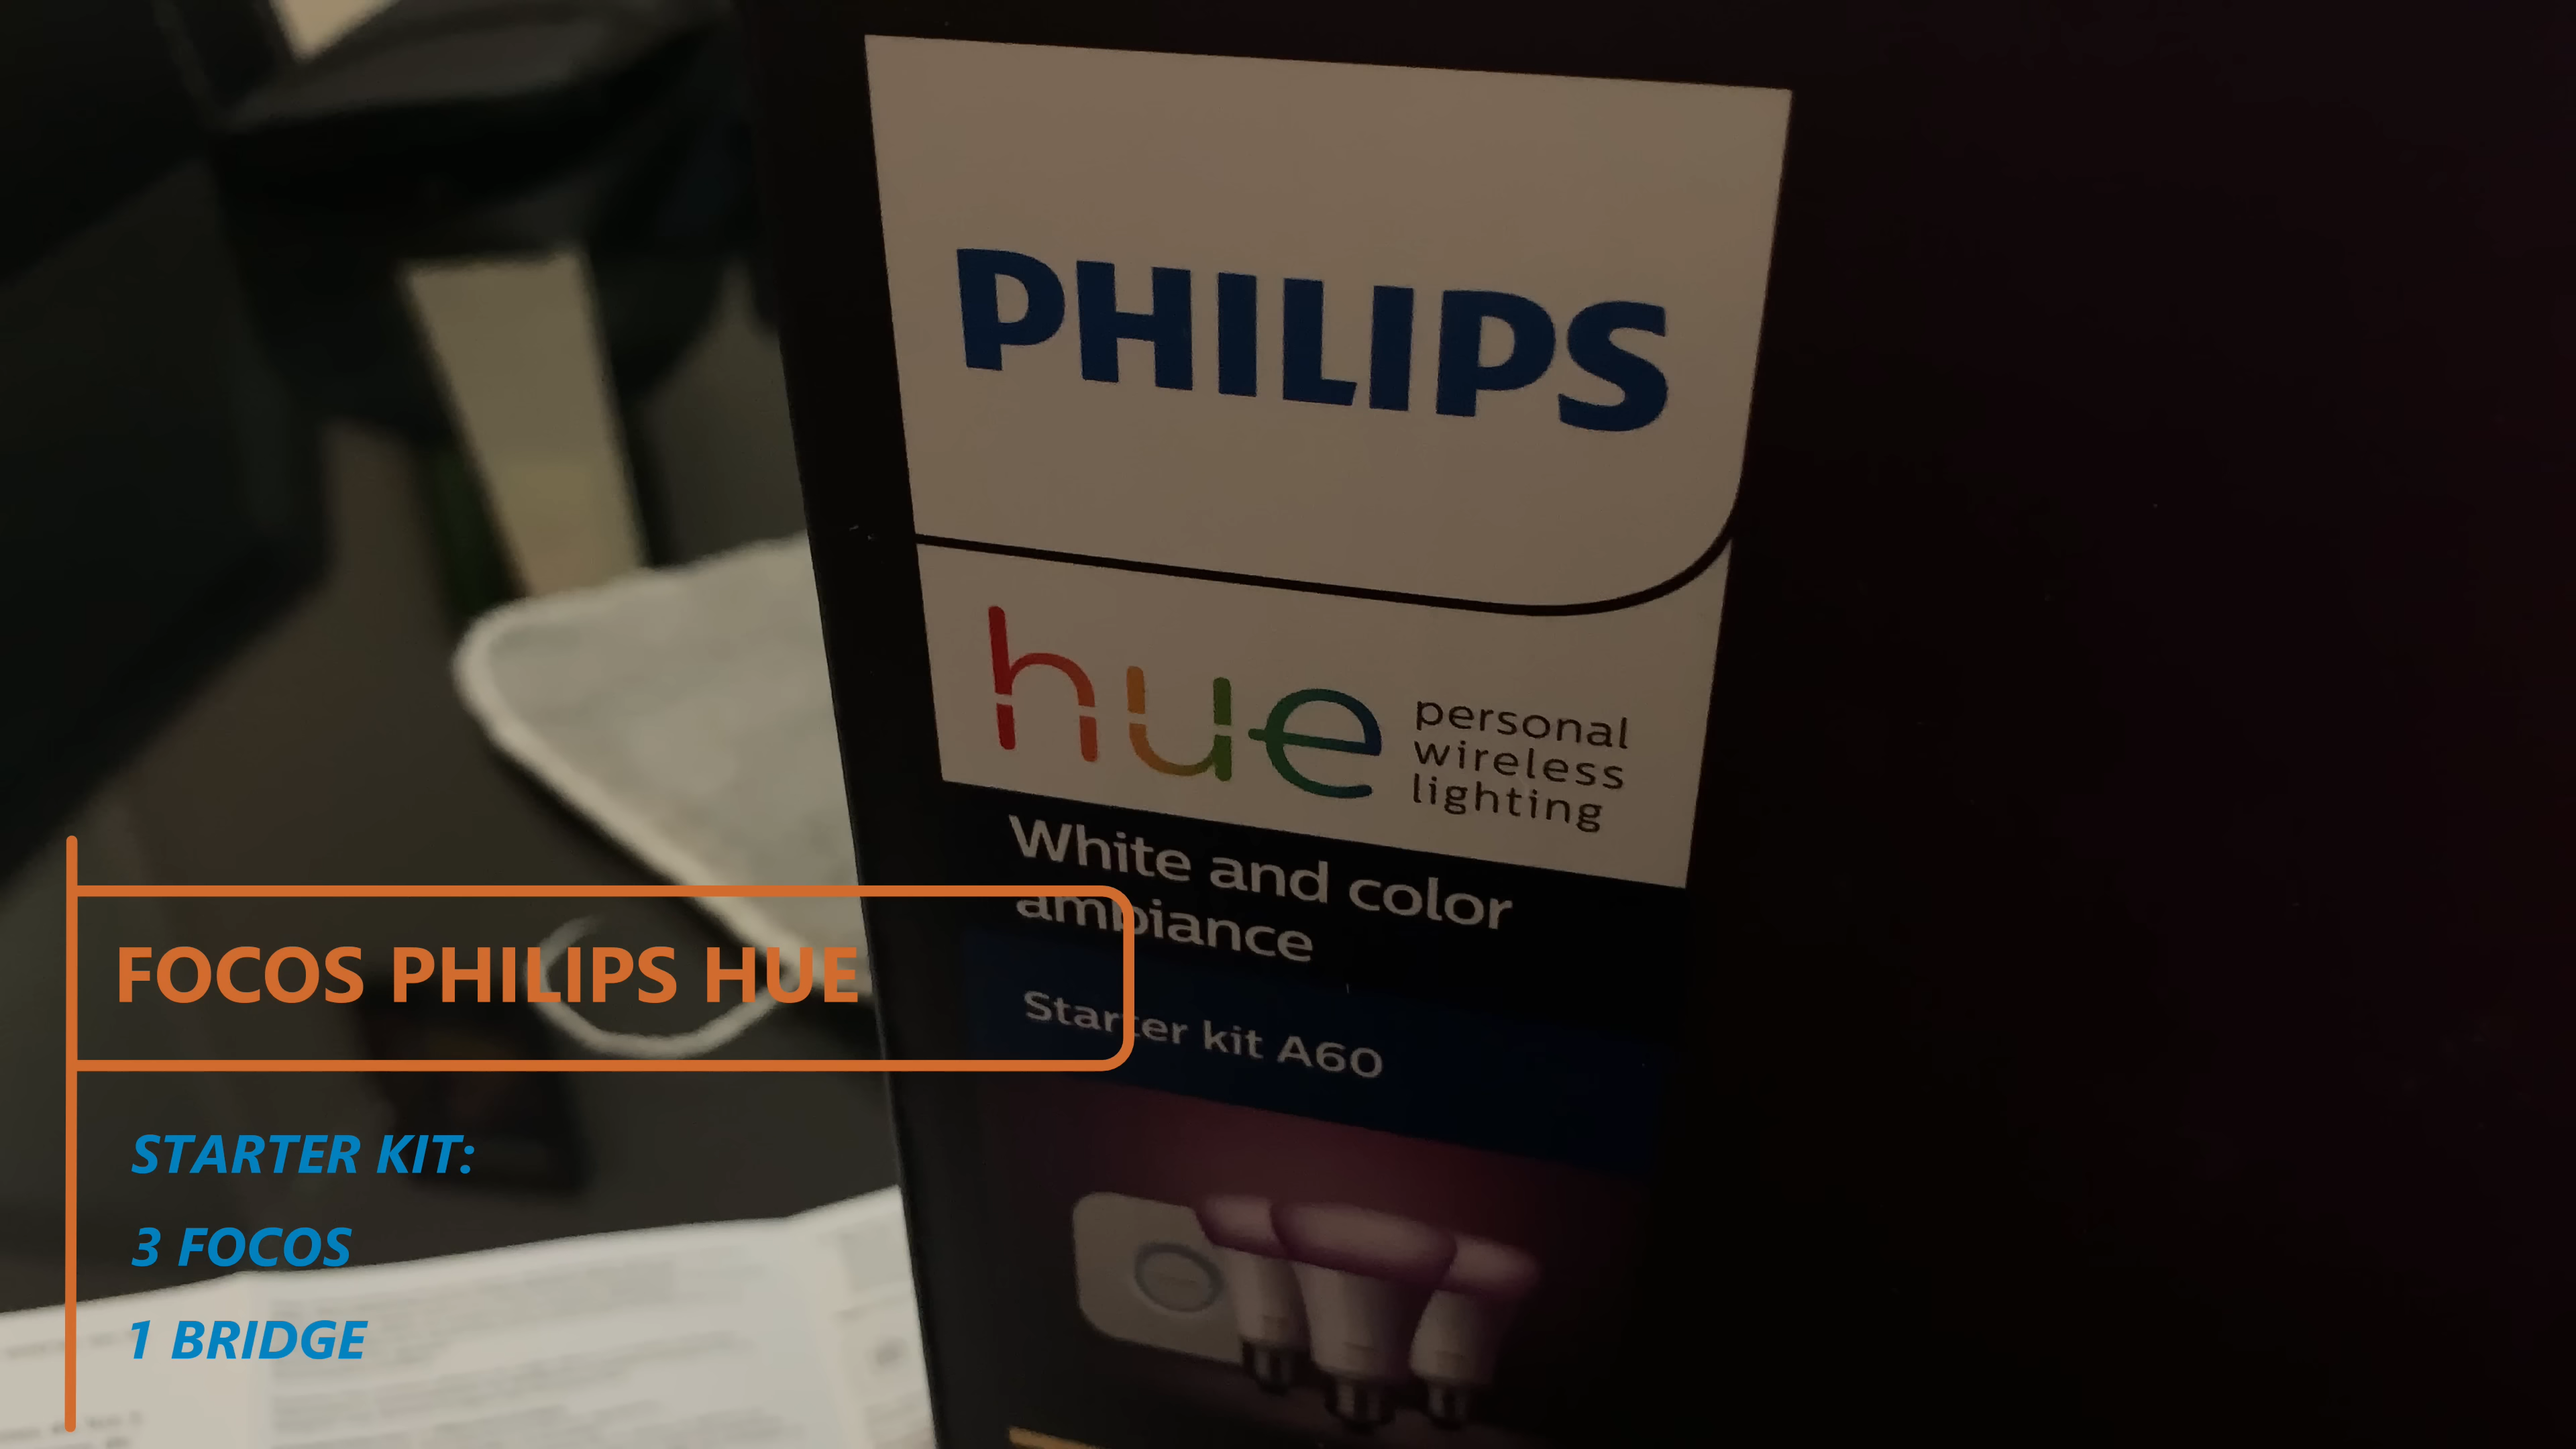 PHILIPS
hue
personal
wireless
lighting
White and color
ambiance
Starter kit A60
FOCOS PHILIPS HUE
STARTER KIT:
3 FOCOS
1 BRIDGE